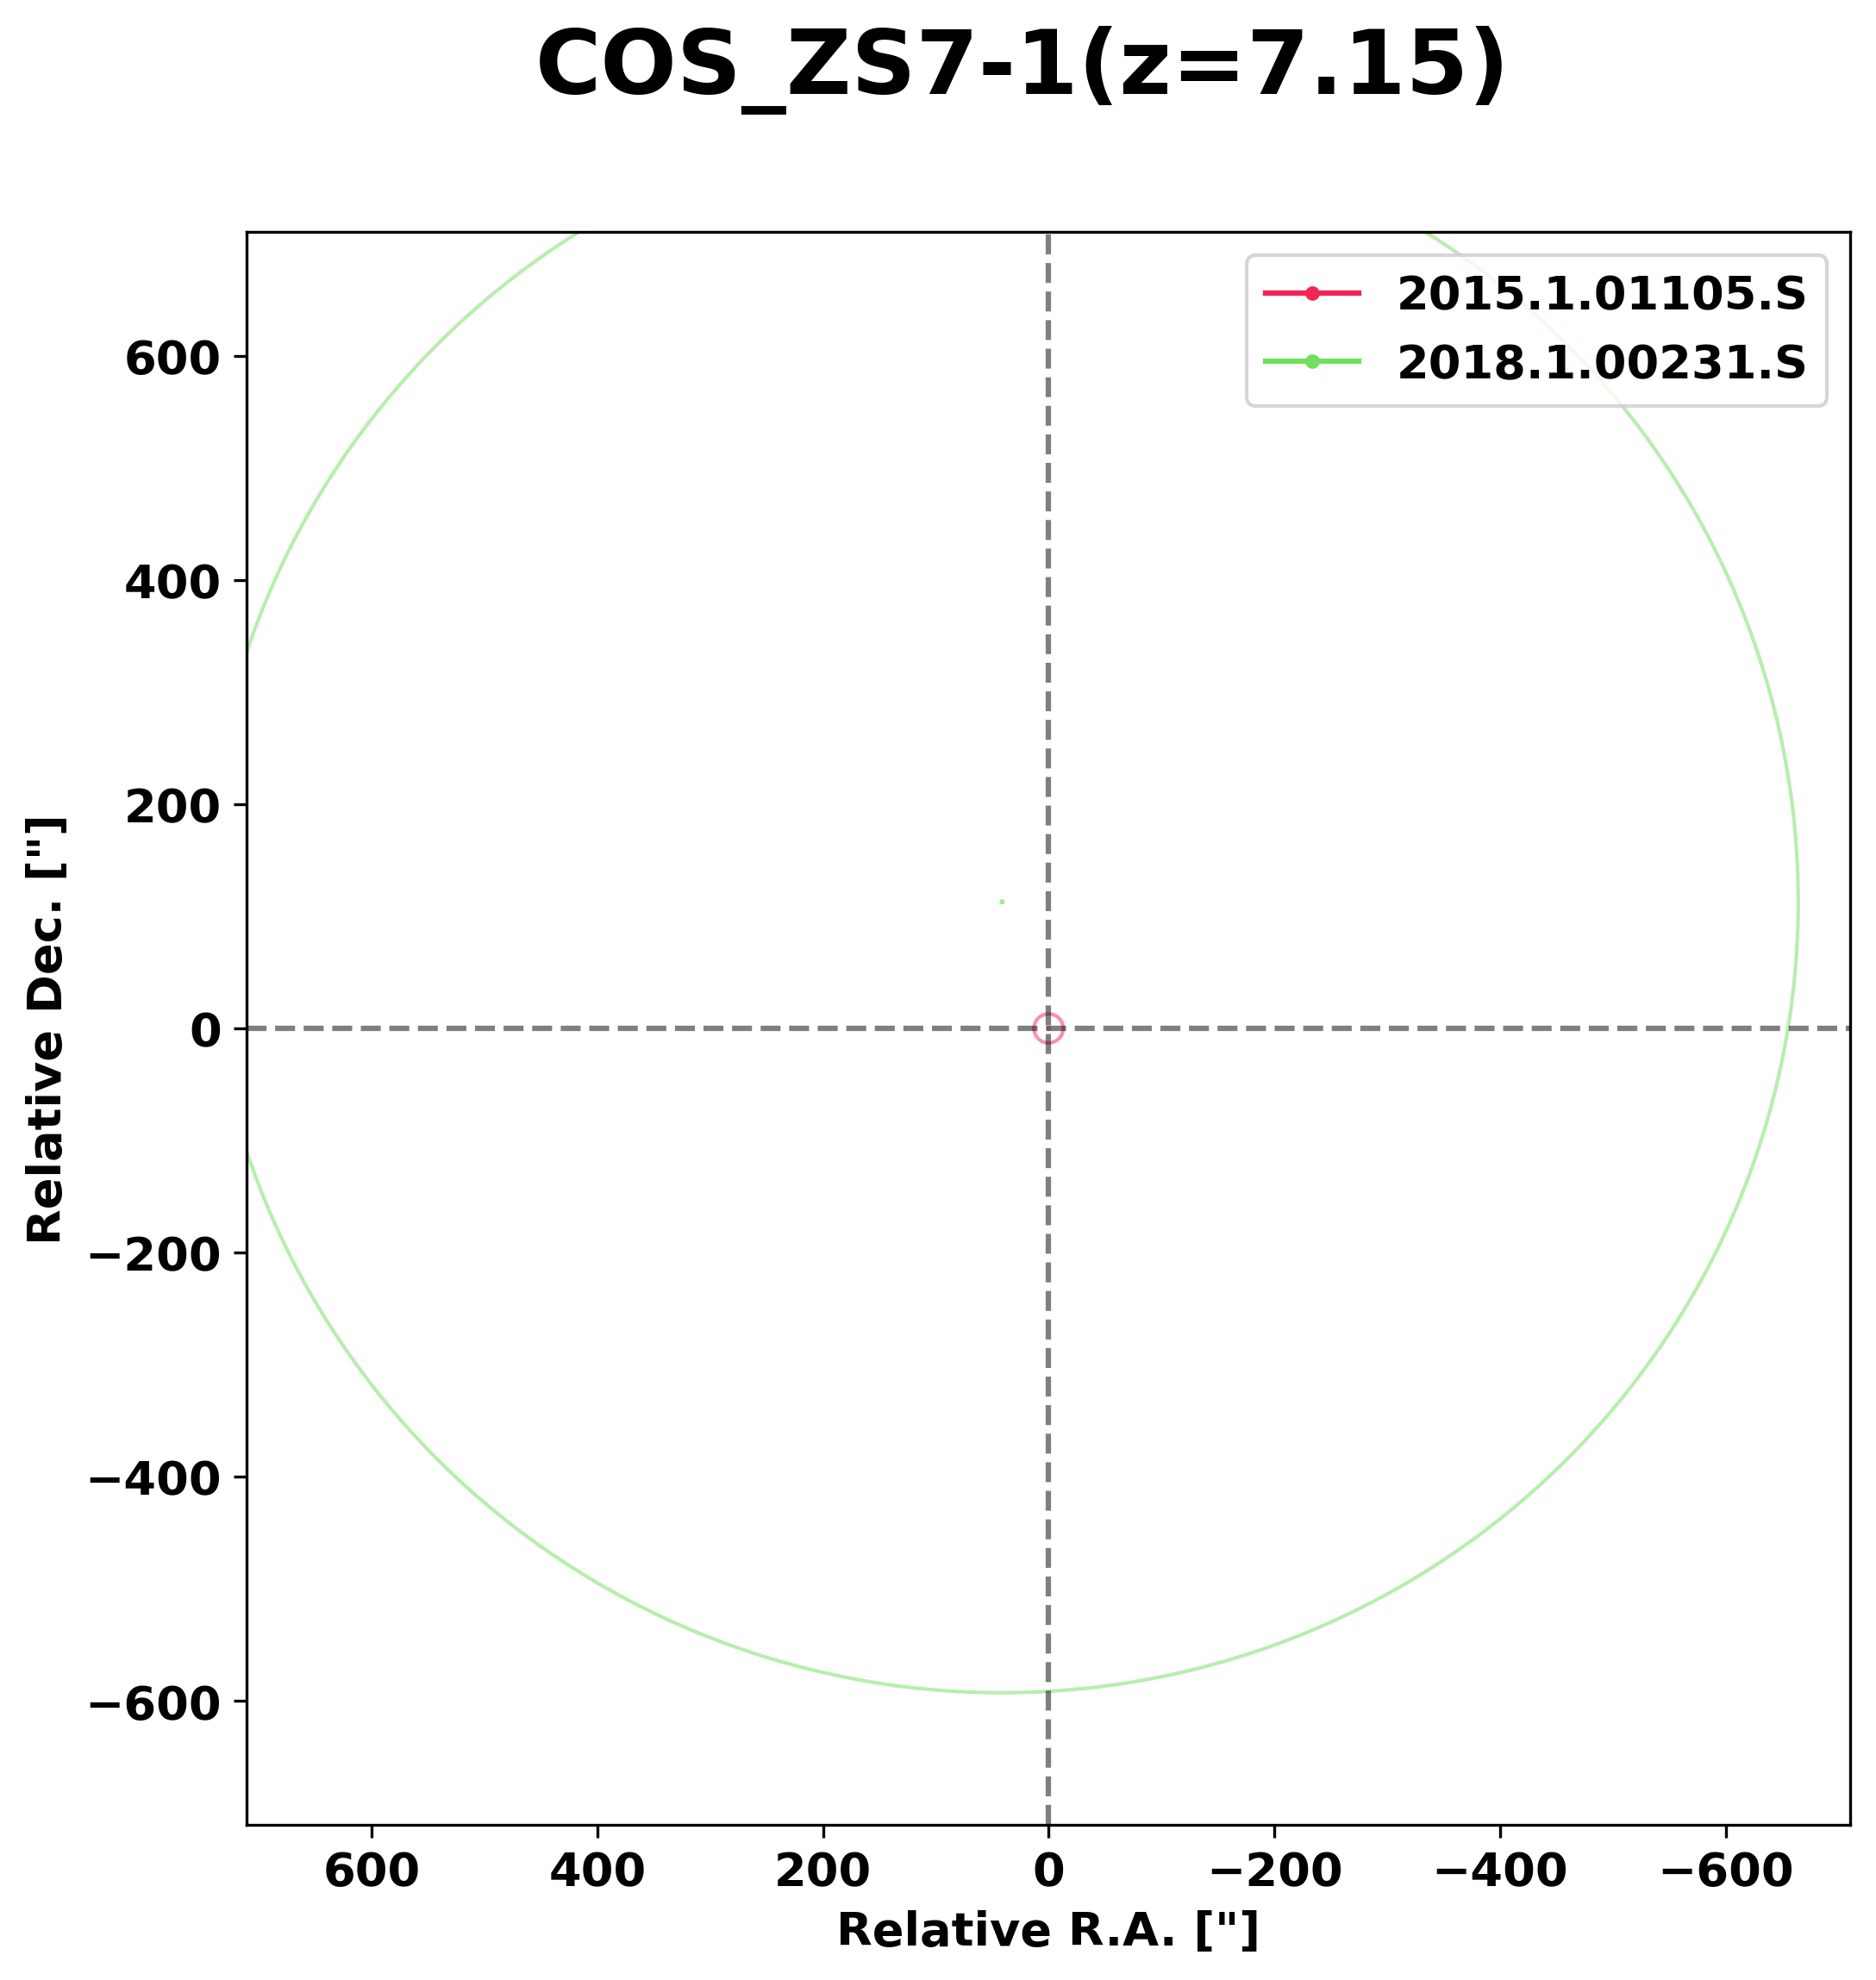 COS_ZS7-1(z=7.15)
2015.1.01105.S
2018.1.00231.S
600
400
200
0
−200
−400
−600
Relative Dec. ["]
600 400 200 0 −200 −400 −600
Relative R.A. ["]